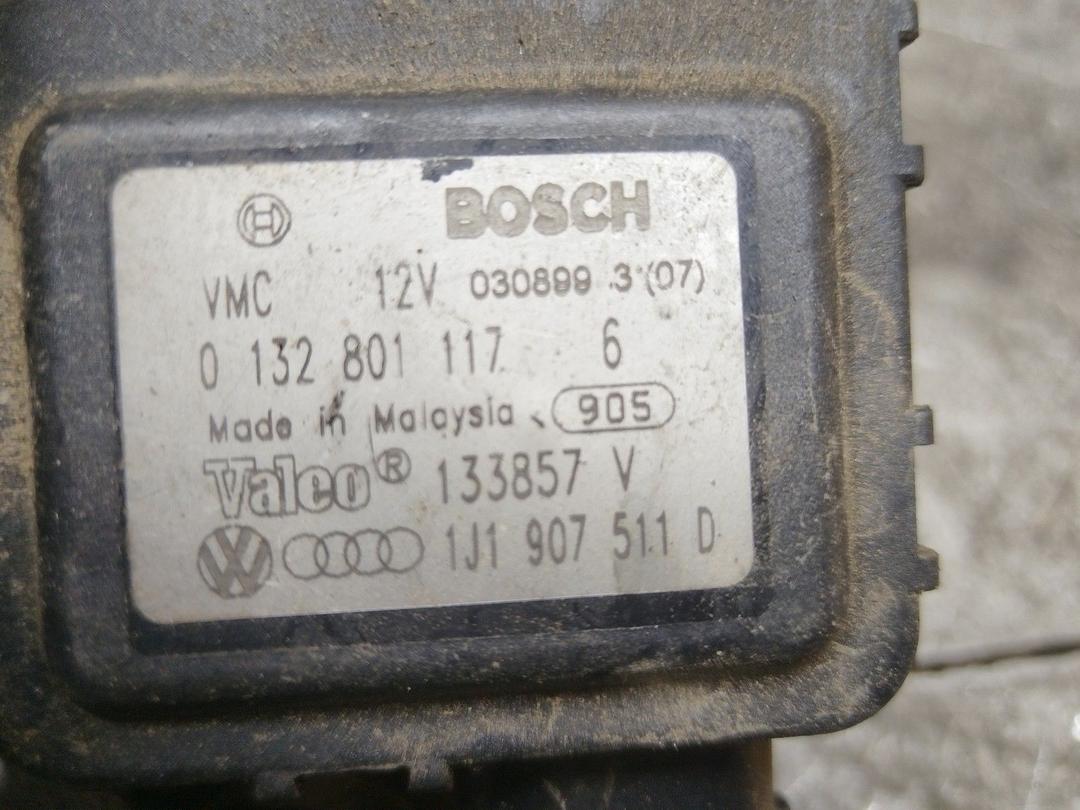 BOSCH
VMC 12V 030899 3 (07)
0 132 801 117 6
Made in Malaysia 905
Valeo® 133857 V
1J1 907 511 D